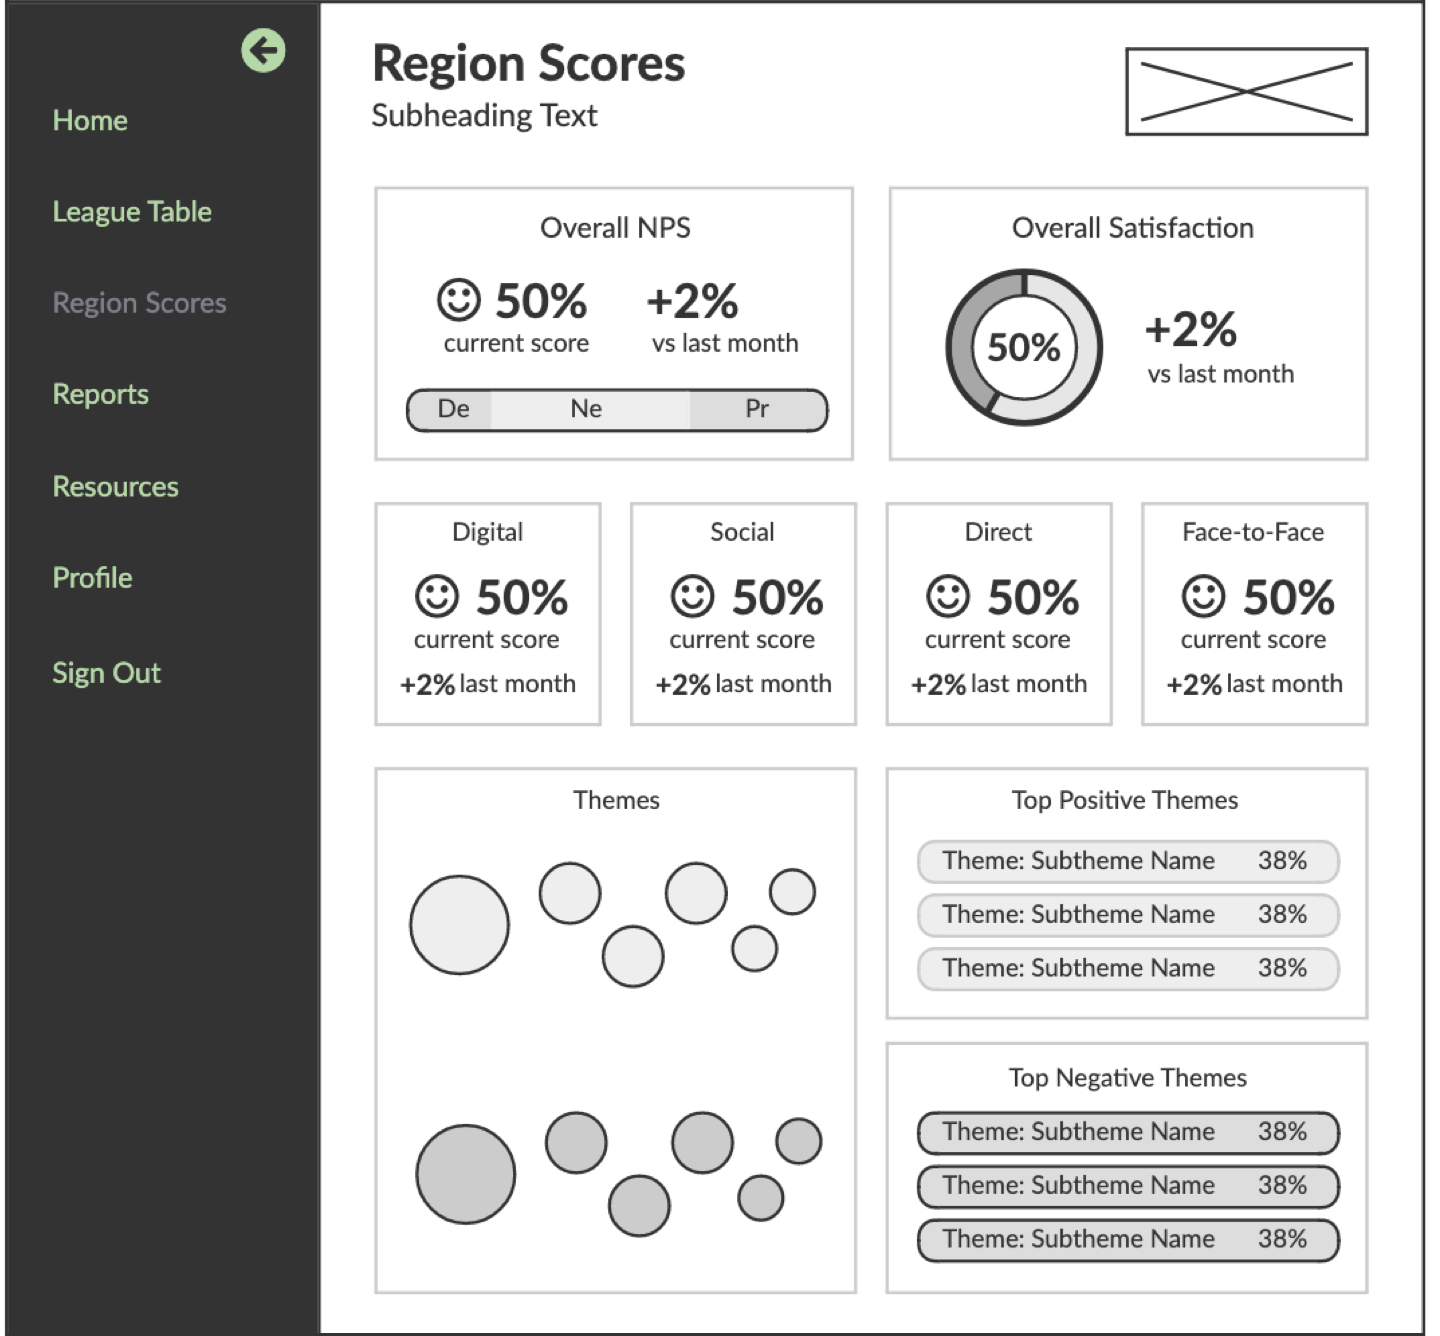 Home
League Table
Region Scores
Reports
Resources
Profile
Sign Out
Region Scores
Subheading Text
Overall NPS
50% +2%
current score vs last month
De Ne Pr
Overall Satisfaction
50%
+2%
vs last month
Digital
50%
current score
+2% last month
Social
50%
current score
+2% last month
Direct
50%
current score
+2% last month
Face-to-Face
50%
current score
+2% last month
Themes
Top Positive Themes
Theme: Subtheme Name 38%
Theme: Subtheme Name 38%
Theme: Subtheme Name 38%
Top Negative Themes
Theme: Subtheme Name 38%
Theme: Subtheme Name 38%
Theme: Subtheme Name 38%